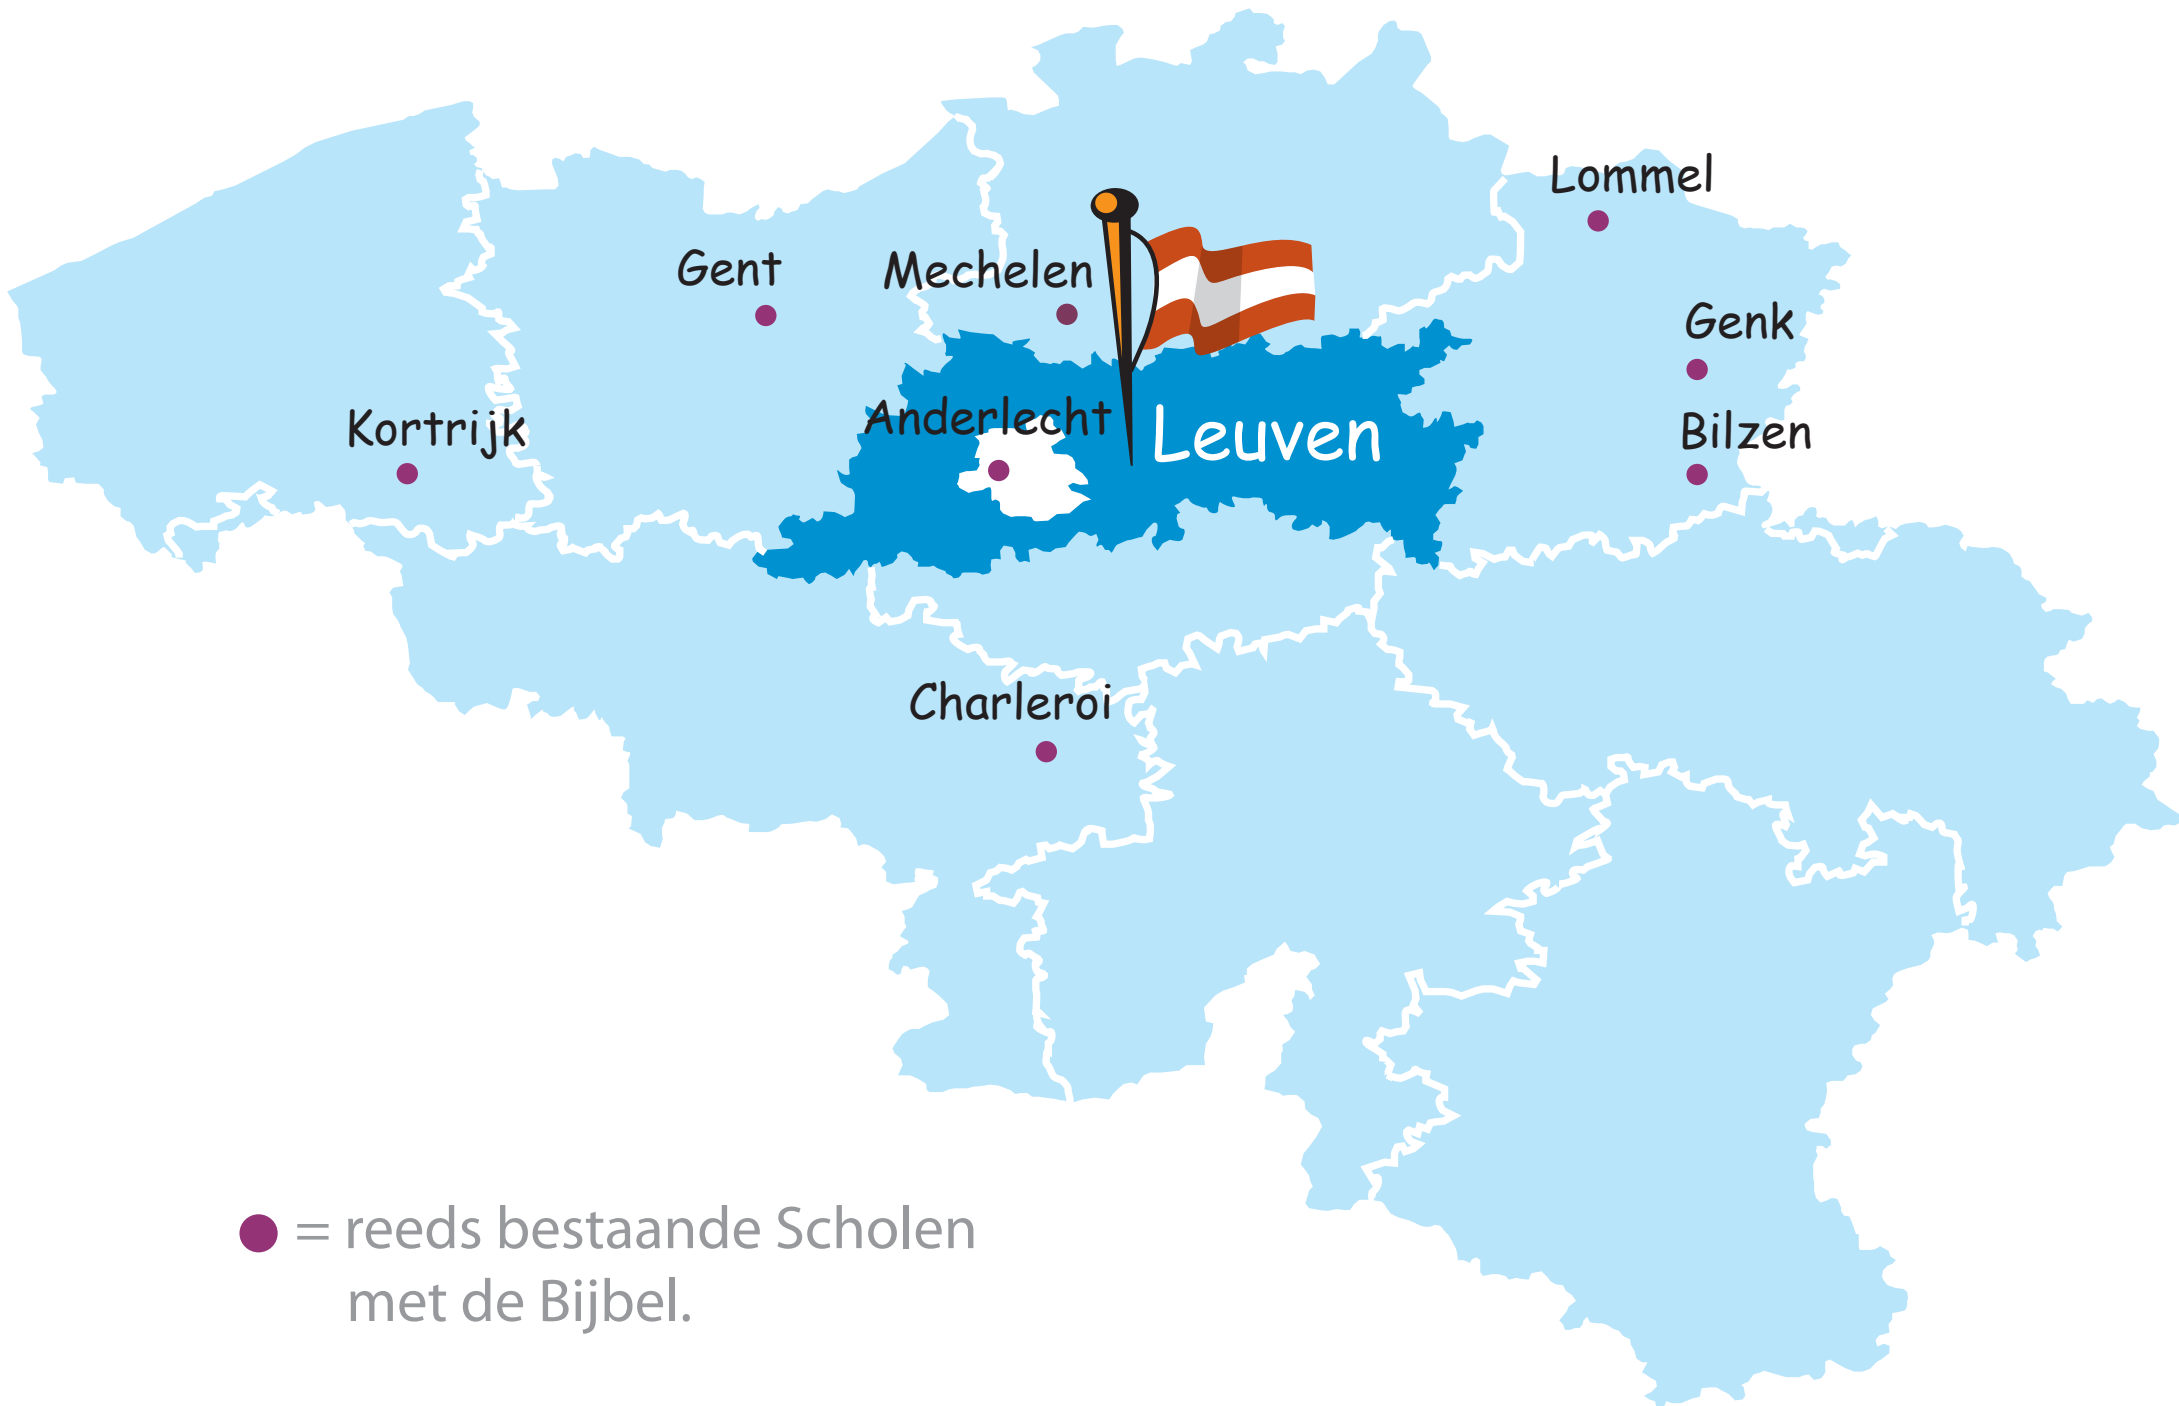 Lommel
Gent
Mechelen
Genk
Kortrijk
Anderlecht
Leuven
Bilzen
Charleroi
= reeds bestaande Scholen
met de Bijbel.